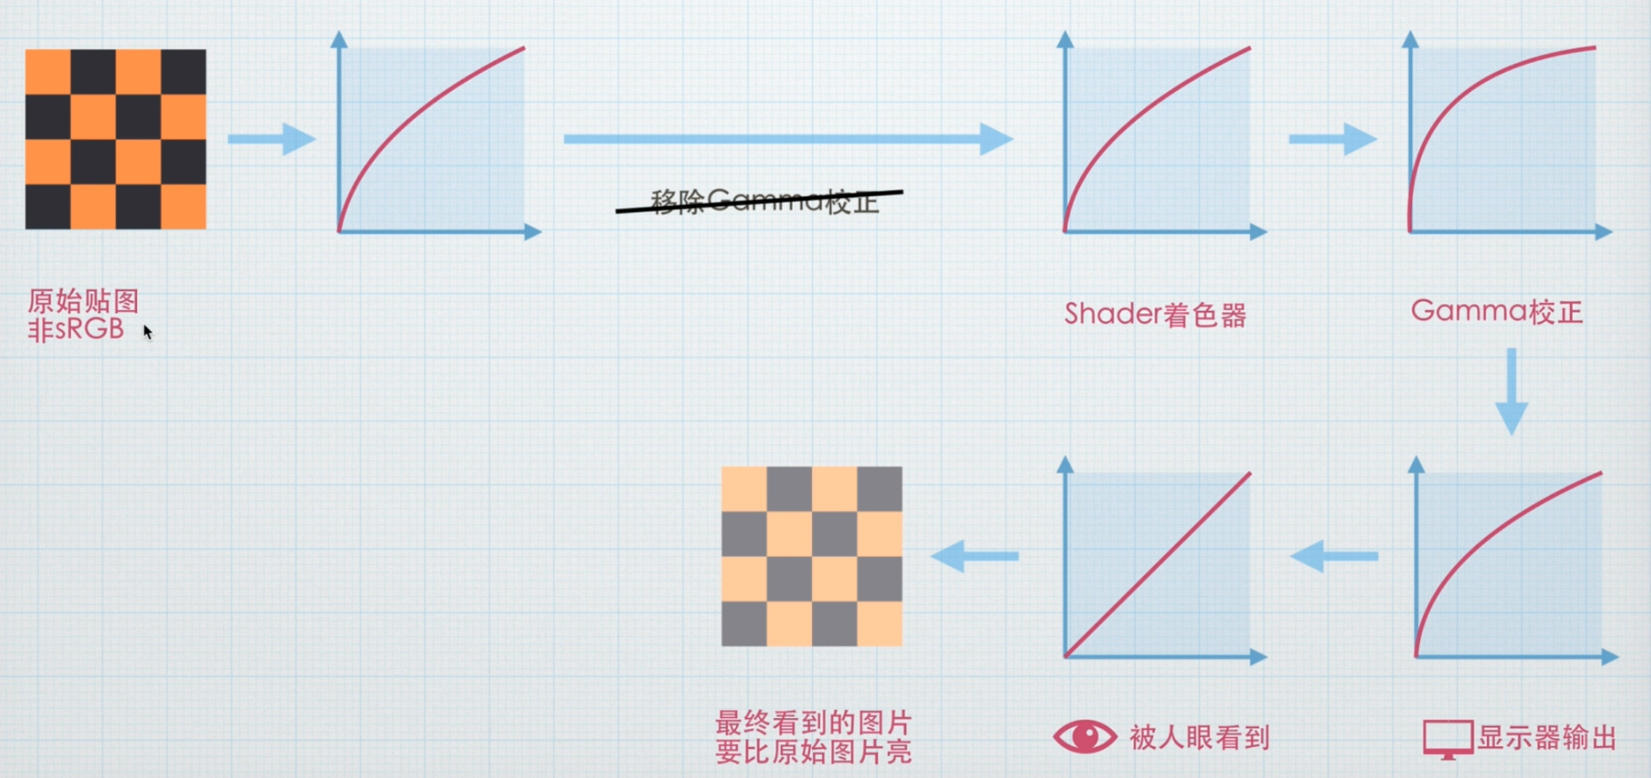 移除Gamma校正
原始贴图
非sRGB
Shader着色器
Gamma校正
最终看到的图片
要比原始图片亮
被人眼看到
显示器输出